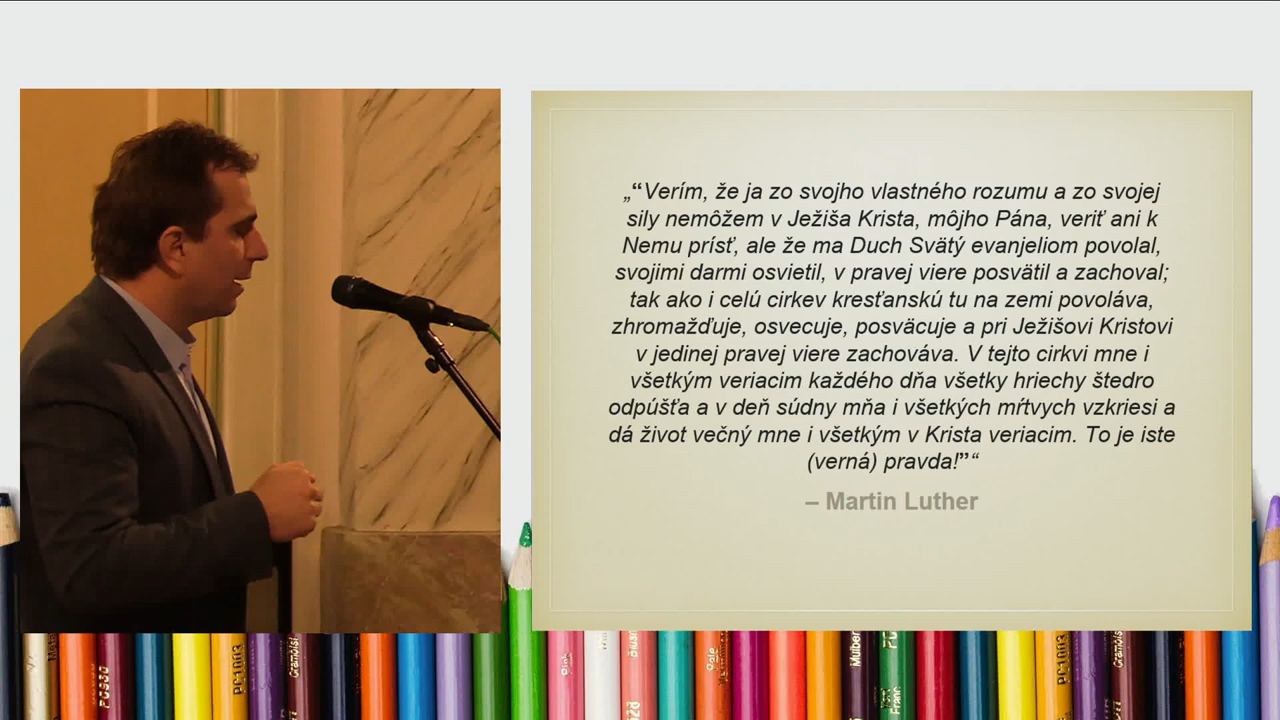 „“Verím, že ja zo svojho vlastného rozumu a zo svojej
sily nemôžem v Ježiša Krista, môjho Pána, veriť ani k
Nemu prísť, ale že ma Duch Svätý evanjeliom povolal,
svojimi darmi osvietil, v pravej viere posvätil a zachoval;
tak ako i celú cirkev kresťanskú tu na zemi povoláva,
zhromažďuje, osvecuje, posväcuje a pri Ježišovi Kristovi
v jedinej pravej viere zachováva. V tejto cirkvi mne i
všetkým veriacim každého dňa všetky hriechy štedro
odpúšťa a v deň súdny mňa i všetkých mŕtvych vzkriesi a
dá život večný mne i všetkým v Krista veriacim. To je iste
(verná) pravda!”“
– Martin Luther
PC930
PC1003
PC1003